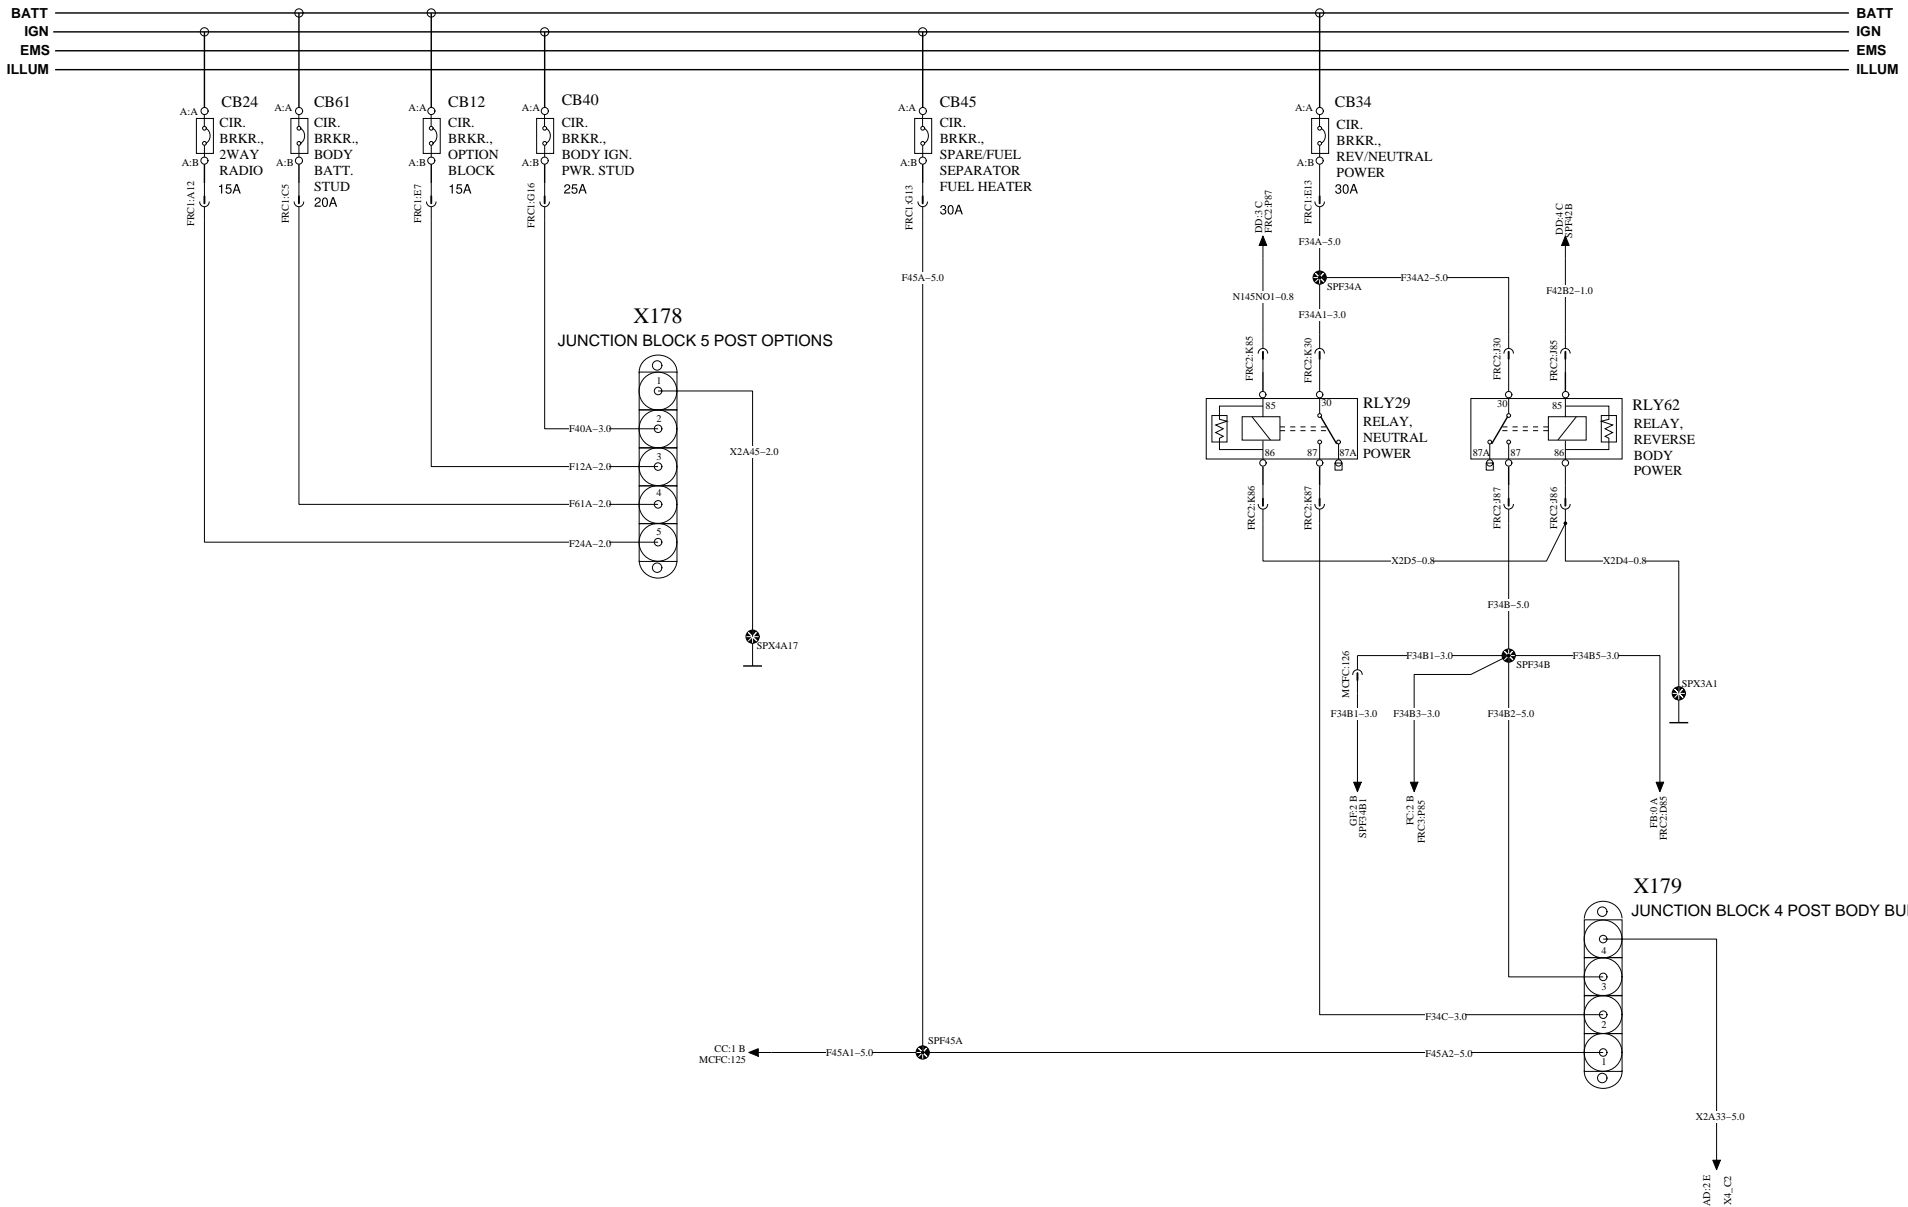 BATT
BATT
IGN
IGN
EMS
EMS
ILLUM
ILLUM
A:A
CB24
CIR.
BRKR.,
2WAY
RADIO
15A
A:B
FRC1:A12
A:A
CB61
CIR.
BRKR.,
BODY
BATT.
STUD
20A
A:B
FRC1:C5
A:A
CB12
CIR.
BRKR.,
OPTION
BLOCK
15A
A:B
FRC1:E7
A:A
CB40
CIR.
BRKR.,
BODY IGN.
PWR. STUD
25A
A:B
FRC1:G16
A:A
CB45
CIR.
BRKR.,
SPARE/FUEL
SEPARATOR
FUEL HEATER
30A
A:B
FRC1:G13
A:A
CB34
CIR.
BRKR.,
REV/NEUTRAL
POWER
30A
A:B
FRC1:E13
DD:3 C
FRC2:P87
DD:4 C
SPF42B
F34A–5.0
F45A–5.0
SPF34A
F34A2–5.0
N145NO1–0.8
F42B2–1.0
F34A1–3.0
X178
JUNCTION BLOCK 5 POST OPTIONS
1
2
3
4
5
F40A–3.0
F12A–2.0
F61A–2.0
F24A–2.0
X2A45–2.0
SPX4A17
FRC2:K85
FRC2:K30
FRC2:J30
FRC2:J85
85
30
86
87
87A
RLY29
RELAY,
NEUTRAL
POWER
30
85
87A
87
86
RLY62
RELAY,
REVERSE
BODY
POWER
FRC2:K86
FRC2:K87
FRC2:J87
FRC2:J86
X2D5–0.8
X2D4–0.8
F34B–5.0
MCFC:126
F34B1–3.0
SPF34B
F34B5–3.0
SPX3A1
F34B1–3.0
F34B3–3.0
F34B2–5.0
GF:2 B
SPF34B1
FC:2 B
FRC3:P85
FB:0 A
FRC2:D85
X179
JUNCTION BLOCK 4 POST BODY BU
4
3
2
1
F34C–3.0
CC:1 B
MCFC:125
F45A1–5.0
SPF45A
F45A2–5.0
X2A33–5.0
AD:2 E
X4_C2